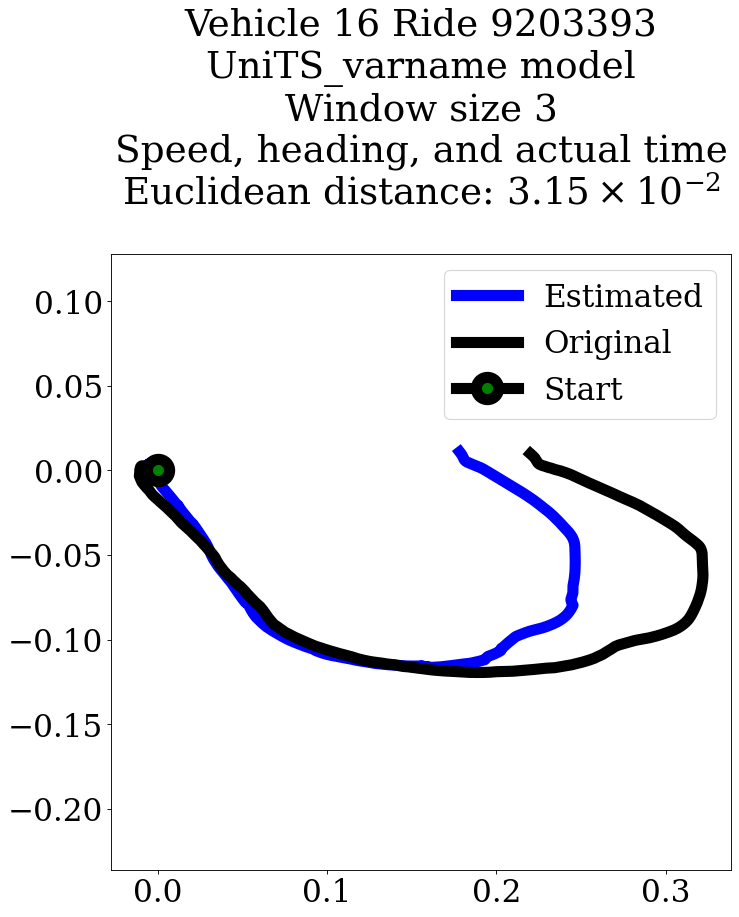 Vehicle 16 Ride 9203393
UniTS_varname model
Window size 3
Speed, heading, and actual time
Euclidean distance: 3.15 × 10⁻²
Estimated
Original
Start
0.10
0.05
0.00
−0.05
−0.10
−0.15
−0.20
0.0 0.1 0.2 0.3